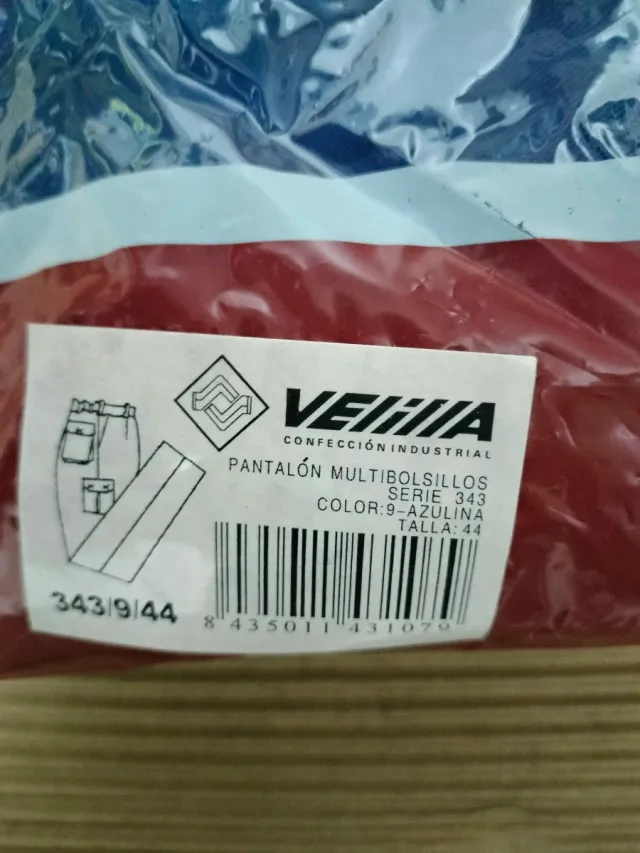 VELILLA
CONFECCIÓN INDUSTRIAL
PANTALÓN MULTIBOLSILLOS
SERIE 343
COLOR:9-AZULINA
TALLA:44
343/9/44
8 435011 431079